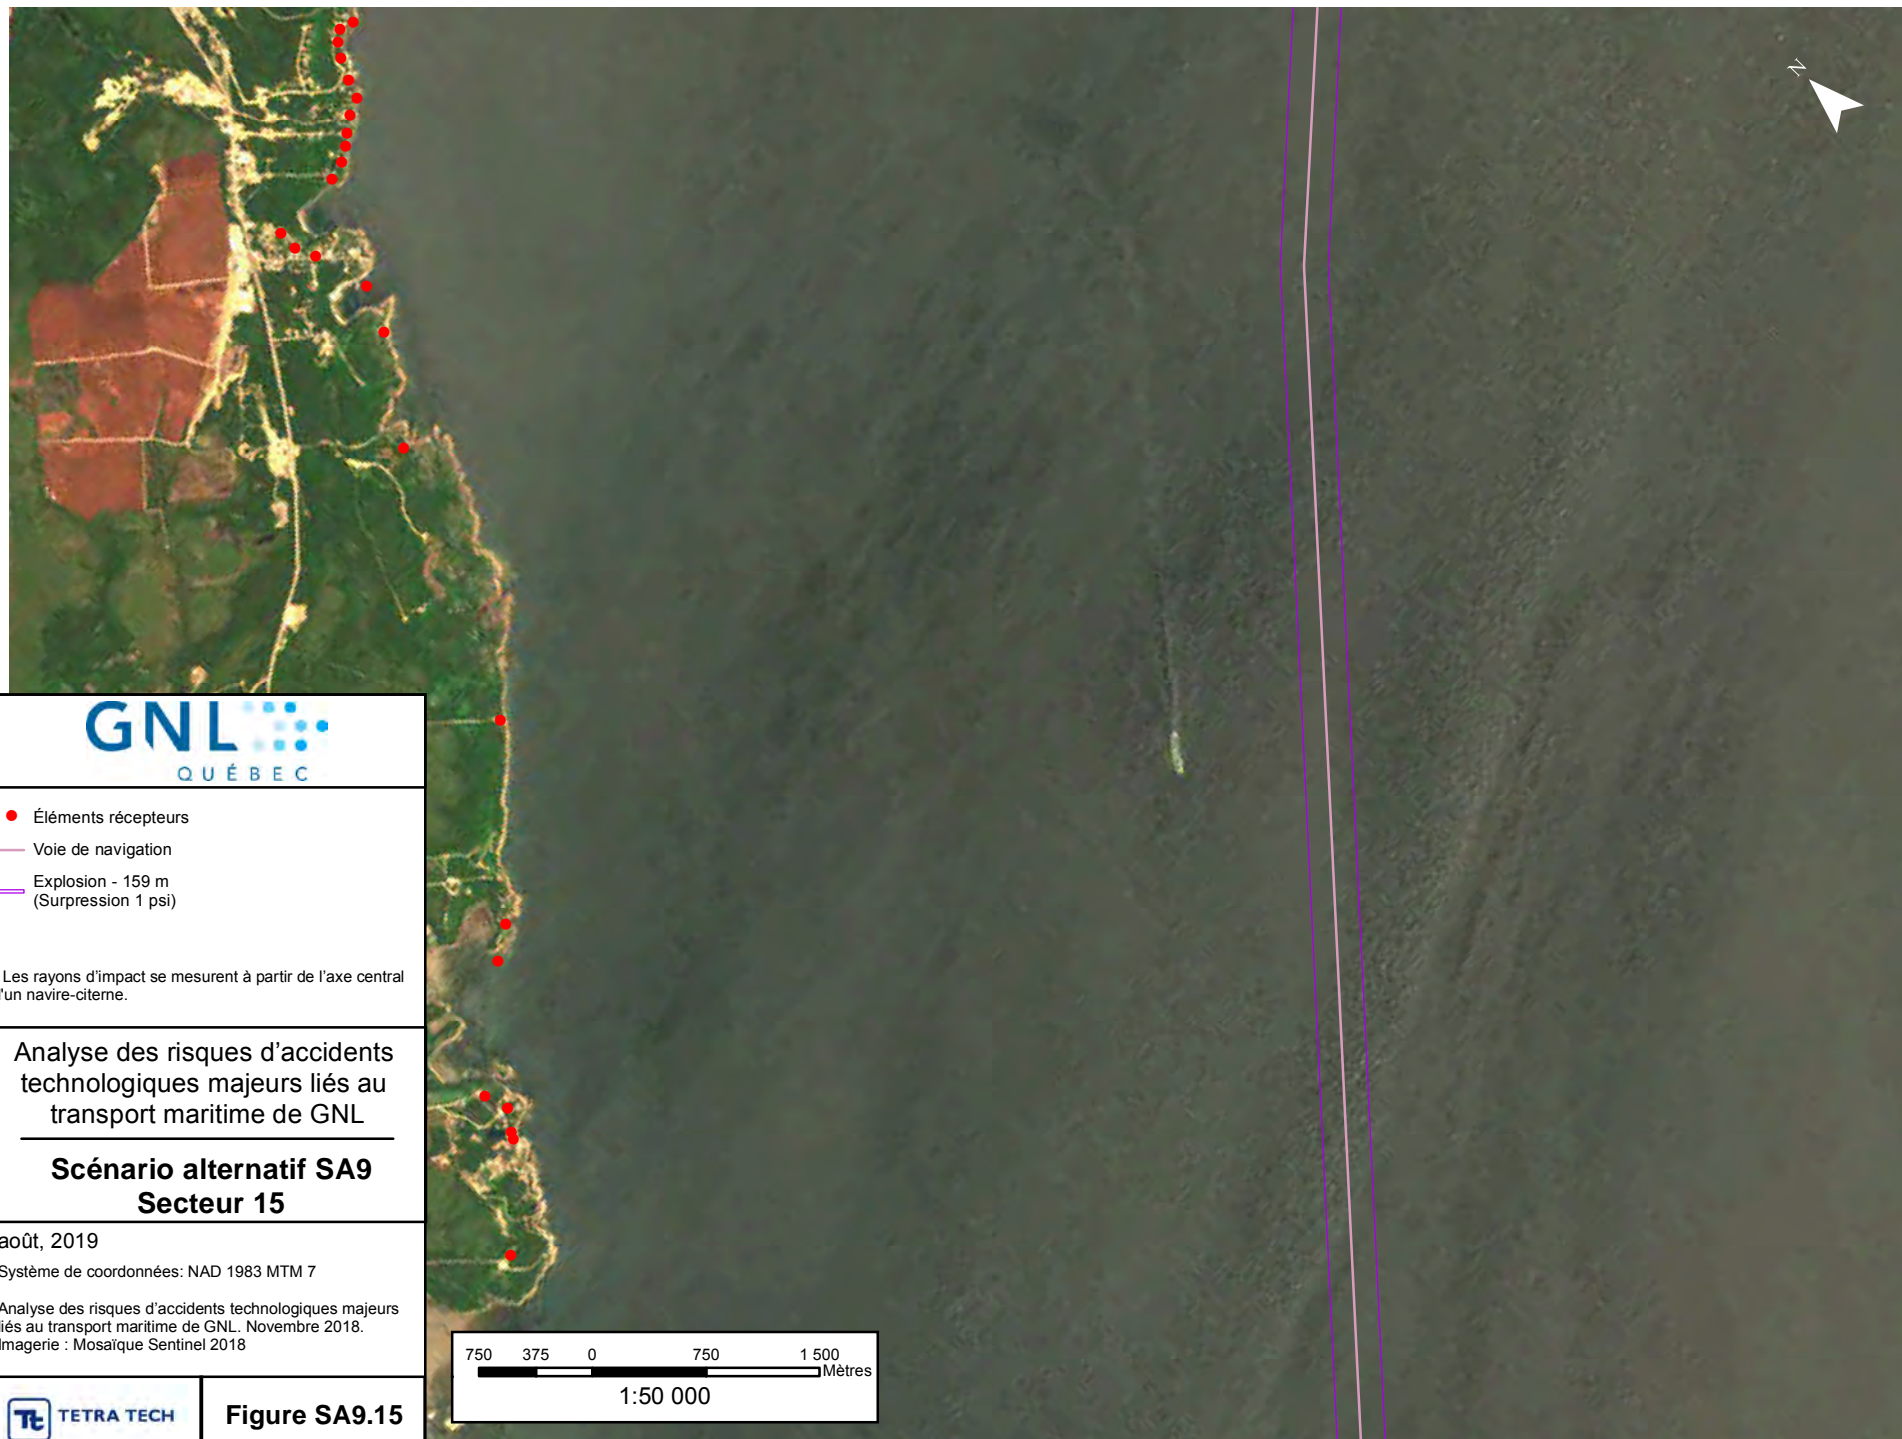 N
GNL
QUÉBEC
Éléments récepteurs
Voie de navigation
Explosion - 159 m
(Surpression 1 psi)
Les rayons d'impact se mesurent à partir de l'axe central
'un navire-citerne.
Analyse des risques d'accidents
technologiques majeurs liés au
transport maritime de GNL
Scénario alternatif SA9
Secteur 15
août, 2019
Système de coordonnées: NAD 1983 MTM 7
Analyse des risques d'accidents technologiques majeurs
liés au transport maritime de GNL. Novembre 2018.
Imagerie : Mosaïque Sentinel 2018
Tt TETRA TECH
Figure SA9.15
750 375 0 750 1 500
Mètres
1:50 000